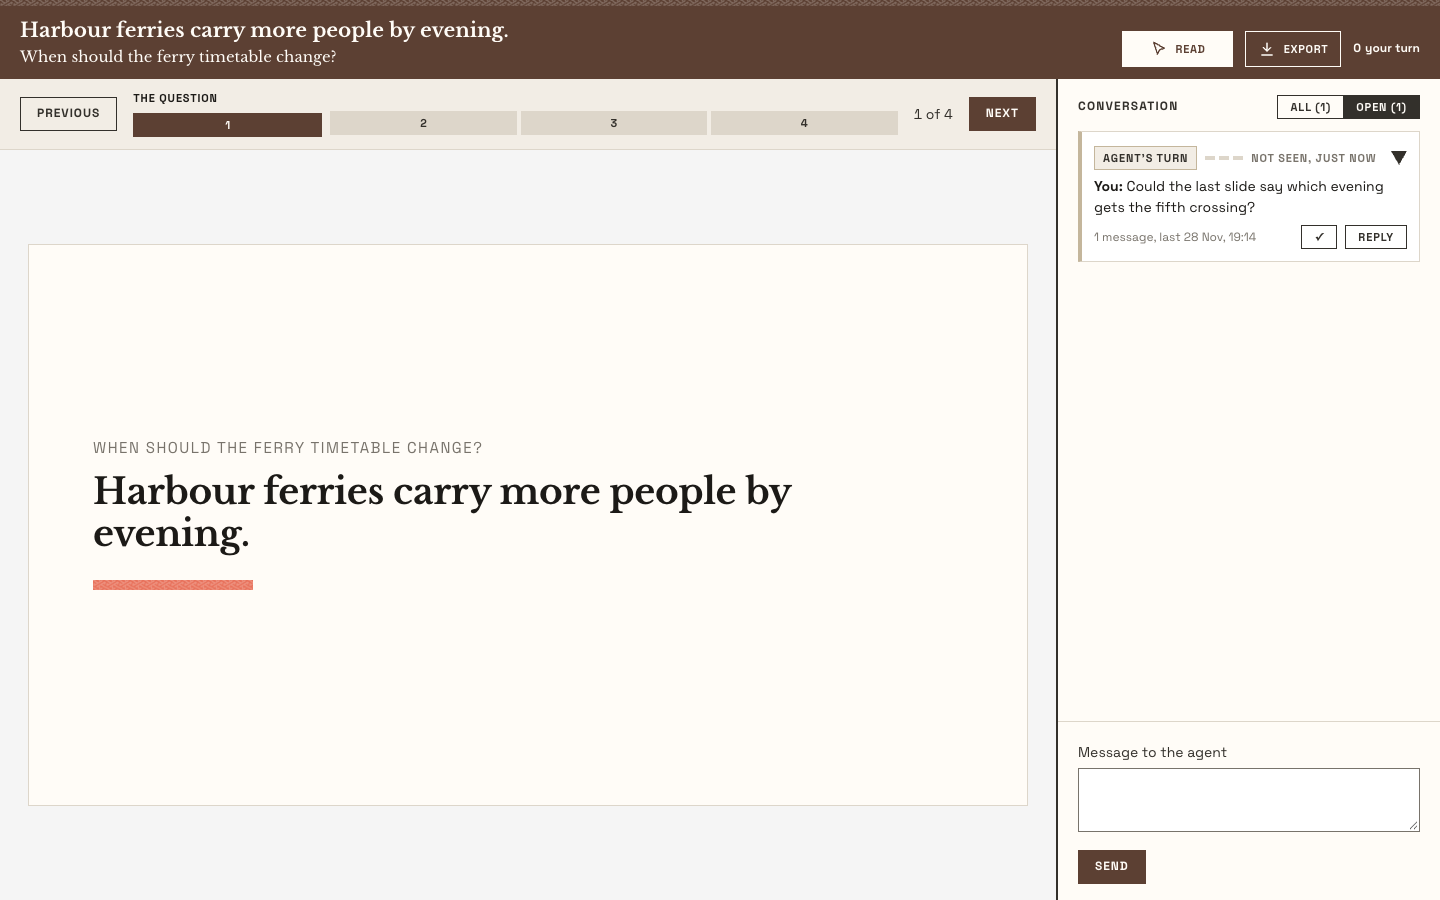 Harbour ferries carry more people by evening.
When should the ferry timetable change?
READ
EXPORT
0 your turn
PREVIOUS
THE QUESTION
1
2
3
4
1 of 4
NEXT
WHEN SHOULD THE FERRY TIMETABLE CHANGE?
Harbour ferries carry more people by
evening.
CONVERSATION
ALL (1)
OPEN (1)
AGENT'S TURN
NOT SEEN, JUST NOW
You: Could the last slide say which evening
gets the fifth crossing?
1 message, last 28 Nov, 19:14
✓
REPLY
Message to the agent
SEND